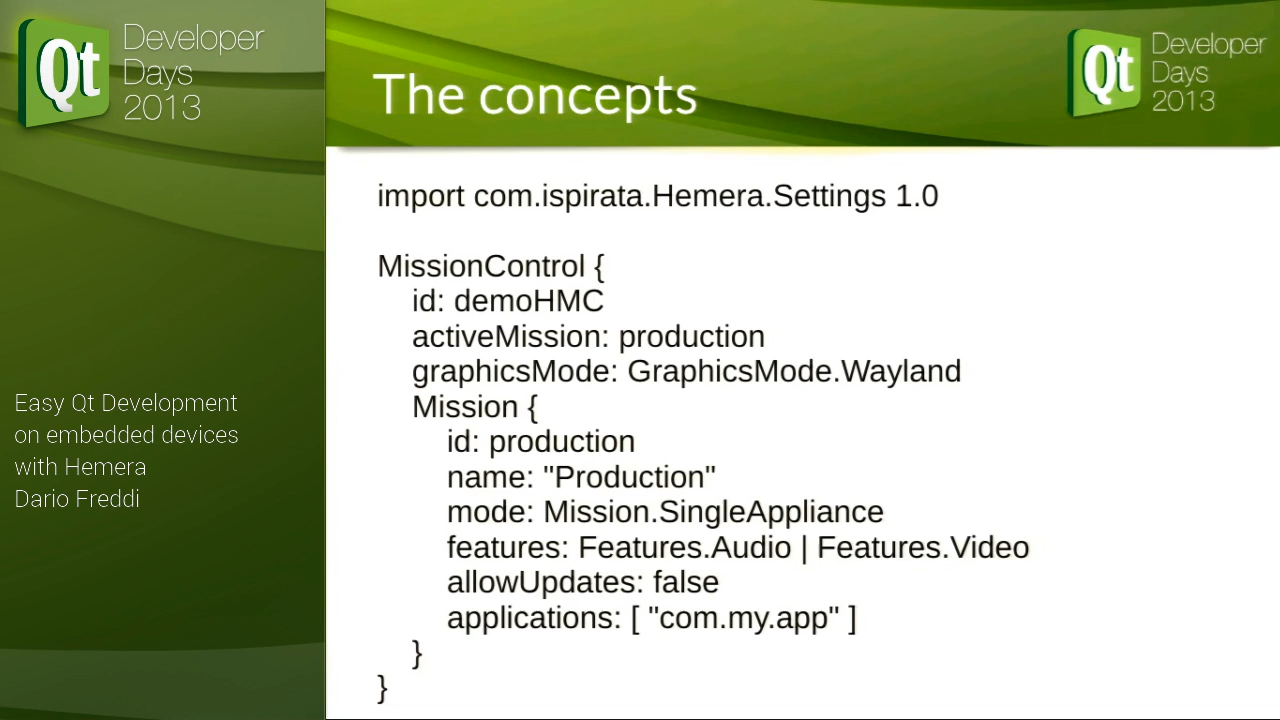 Qt Developer
Days
2013
Easy Qt Development
on embedded devices
with Hemera
Dario Freddi
The concepts
Qt Developer
Days
2013
import com.ispirata.Hemera.Settings 1.0
MissionControl {
id: demoHMC
activeMission: production
graphicsMode: GraphicsMode.Wayland
Mission {
id: production
name: "Production"
mode: Mission.SingleAppliance
features: Features.Audio | Features.Video
allowUpdates: false
applications: [ "com.my.app" ]
}
}